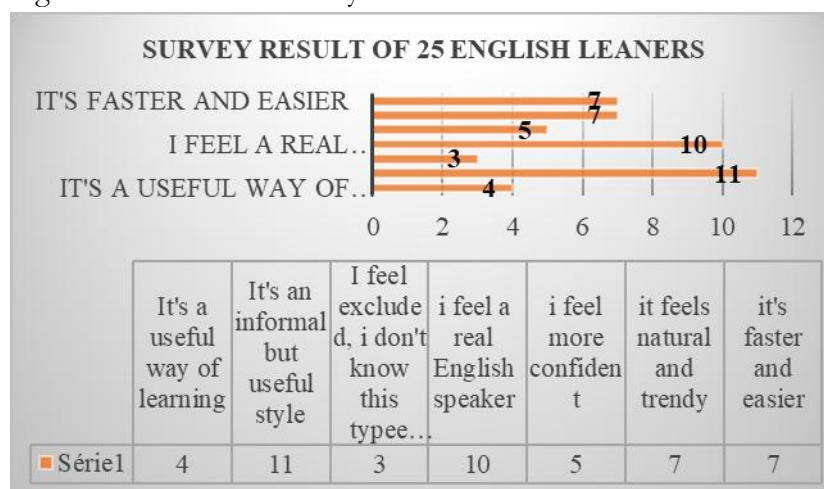 SURVEY RESULT OF 25 ENGLISH LEANERS
IT'S FASTER AND EASIER
7
7
5
I FEEL A REAL…
10
3
11
IT'S A USEFUL WAY OF…
4
0 2 4 6 8 10 12
It's a
useful
way of
learning
It's an
informal
but
useful
style
I feel
exclude
d, i don't
know
this
typee…
i feel a
real
English
speaker
i feel
more
confiden
t
it feels
natural
and
trendy
it's
faster
and
easier
Série1 4 11 3 10 5 7 7